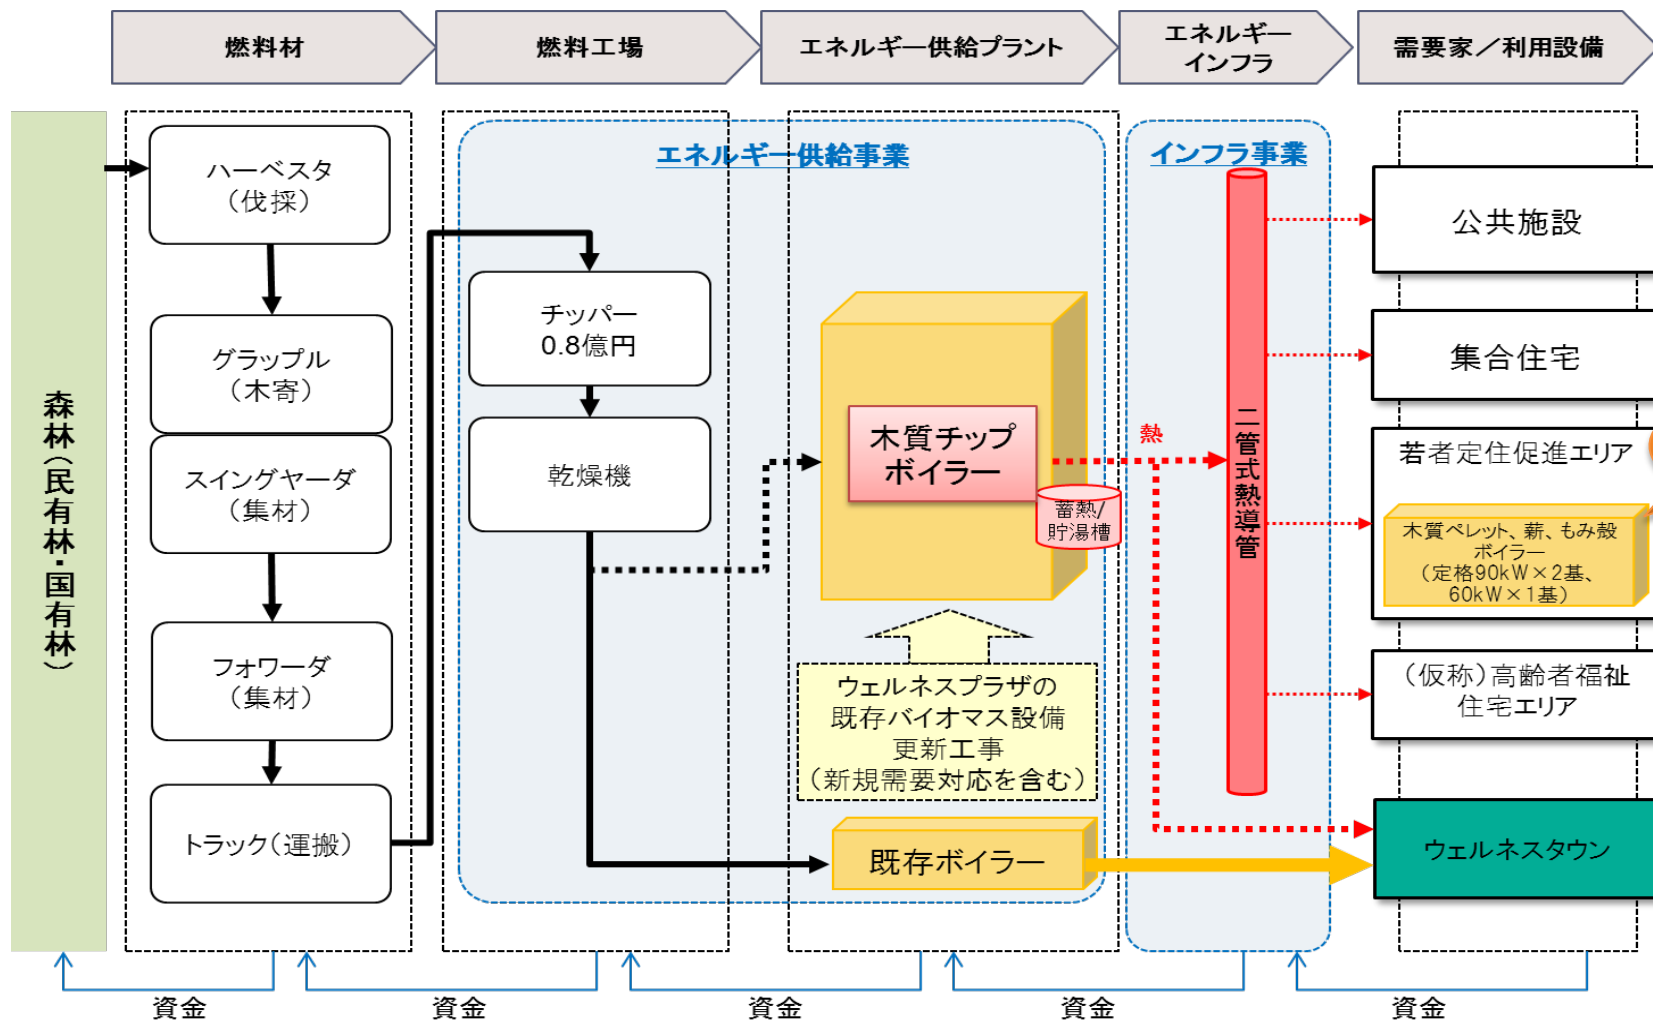 燃料材
燃料工場
エネルギー供給プラント
エネルギー
インフラ
需要家／利用設備
森林（民有林・国有林）
ハーベスタ
（伐採）
グラップル
（木寄）
スイングヤーダ
（集材）
フォワーダ
（集材）
トラック（運搬）
エネルギー供給事業
チッパー
0.8億円
乾燥機
木質チップ
ボイラー
蓄熱/
貯湯槽
ウェルネスプラザの
既存バイオマス設備
更新工事
（新規需要対応を含む）
既存ボイラー
インフラ事業
熱
二管式熱導管
公共施設
集合住宅
若者定住促進エリア
木質ペレット、薪、もみ殻
ボイラー
（定格90kW×2基、
60kW×1基）
（仮称）高齢者福祉
住宅エリア
ウェルネスタウン
資金
資金
資金
資金
資金